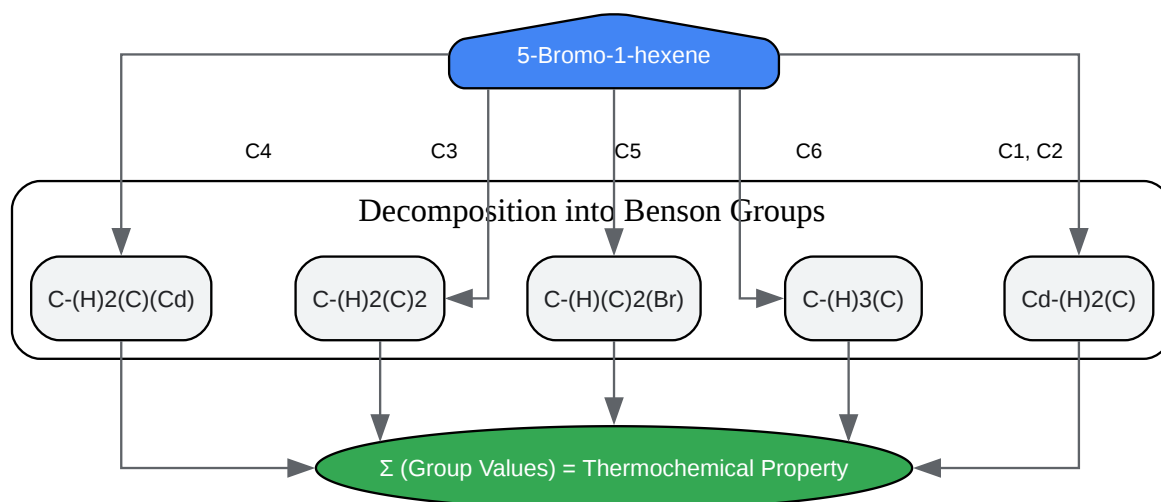 5-Bromo-1-hexene
C4
C3
C5
C6
C1, C2
Decomposition into Benson Groups
C-(H)2(C)(Cd)
C-(H)2(C)2
C-(H)(C)2(Br)
C-(H)3(C)
Cd-(H)2(C)
Σ (Group Values) = Thermochemical Property